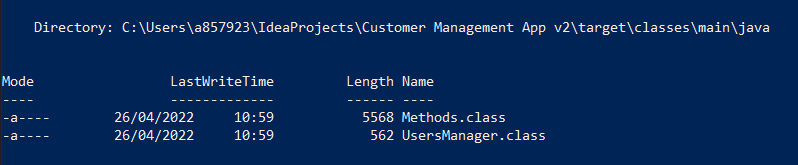 Directory: C:\Users\a857923\IdeaProjects\Customer Management App v2\target\classes\main\java
Mode LastWriteTime Length Name
---- ------------- ------ ----
-a---- 26/04/2022 10:59 5568 Methods.class
-a---- 26/04/2022 10:59 562 UsersManager.class